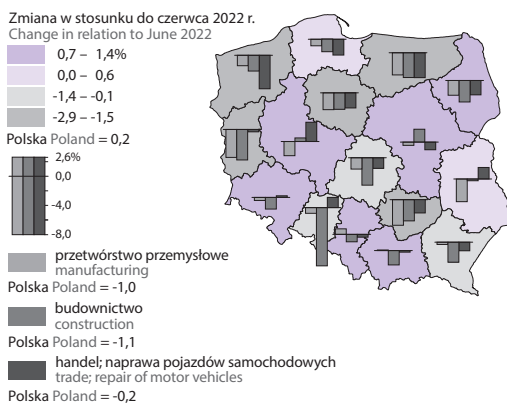 Zmiana w stosunku do czerwca 2022 r.
Change in relation to June 2022
0,7 – 1,4%
0,0 – 0,6
-1,4 – -0,1
-2,9 – -1,5
Polska Poland = 0,2
2,6%
0,0
-4,0
-8,0
przetwórstwo przemysłowe
manufacturing
Polska Poland = -1,0
budownictwo
construction
Polska Poland = -1,1
handel; naprawa pojazdów samochodowych
trade; repair of motor vehicles
Polska Poland = -0,2